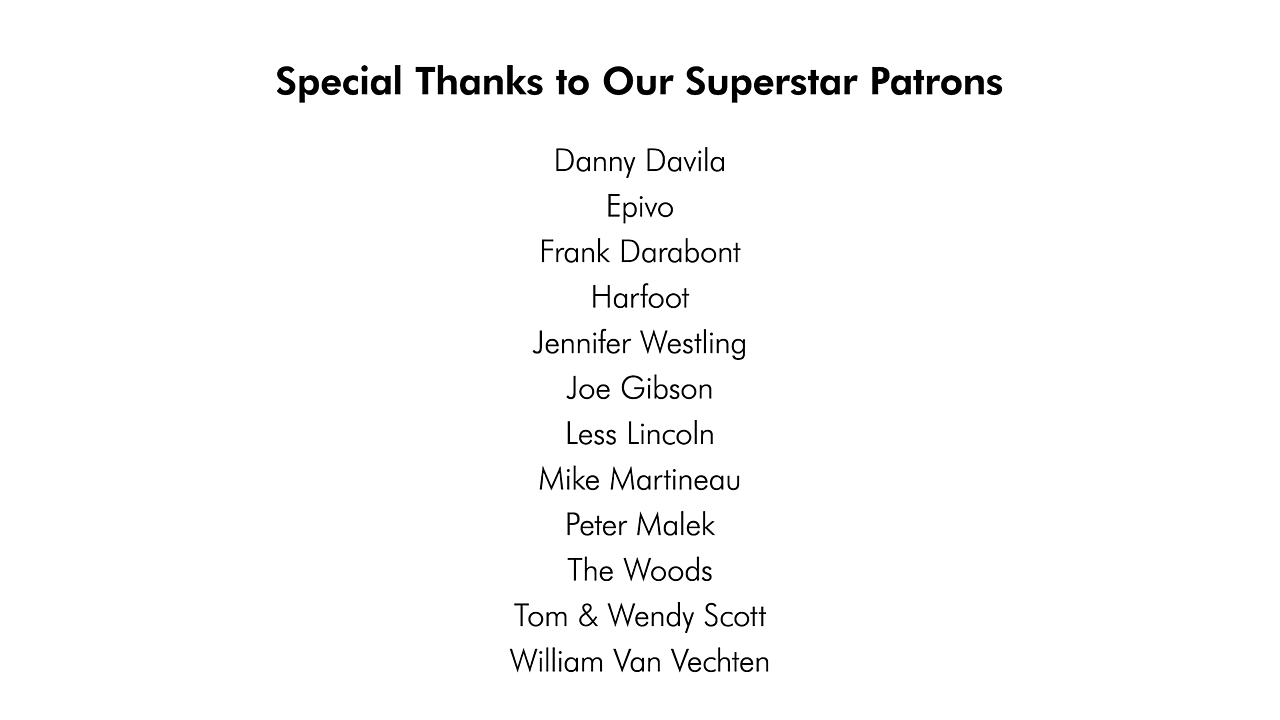 Special Thanks to Our Superstar Patrons
Danny Davila
Epivo
Frank Darabont
Harfoot
Jennifer Westling
Joe Gibson
Less Lincoln
Mike Martineau
Peter Malek
The Woods
Tom & Wendy Scott
William Van Vechten